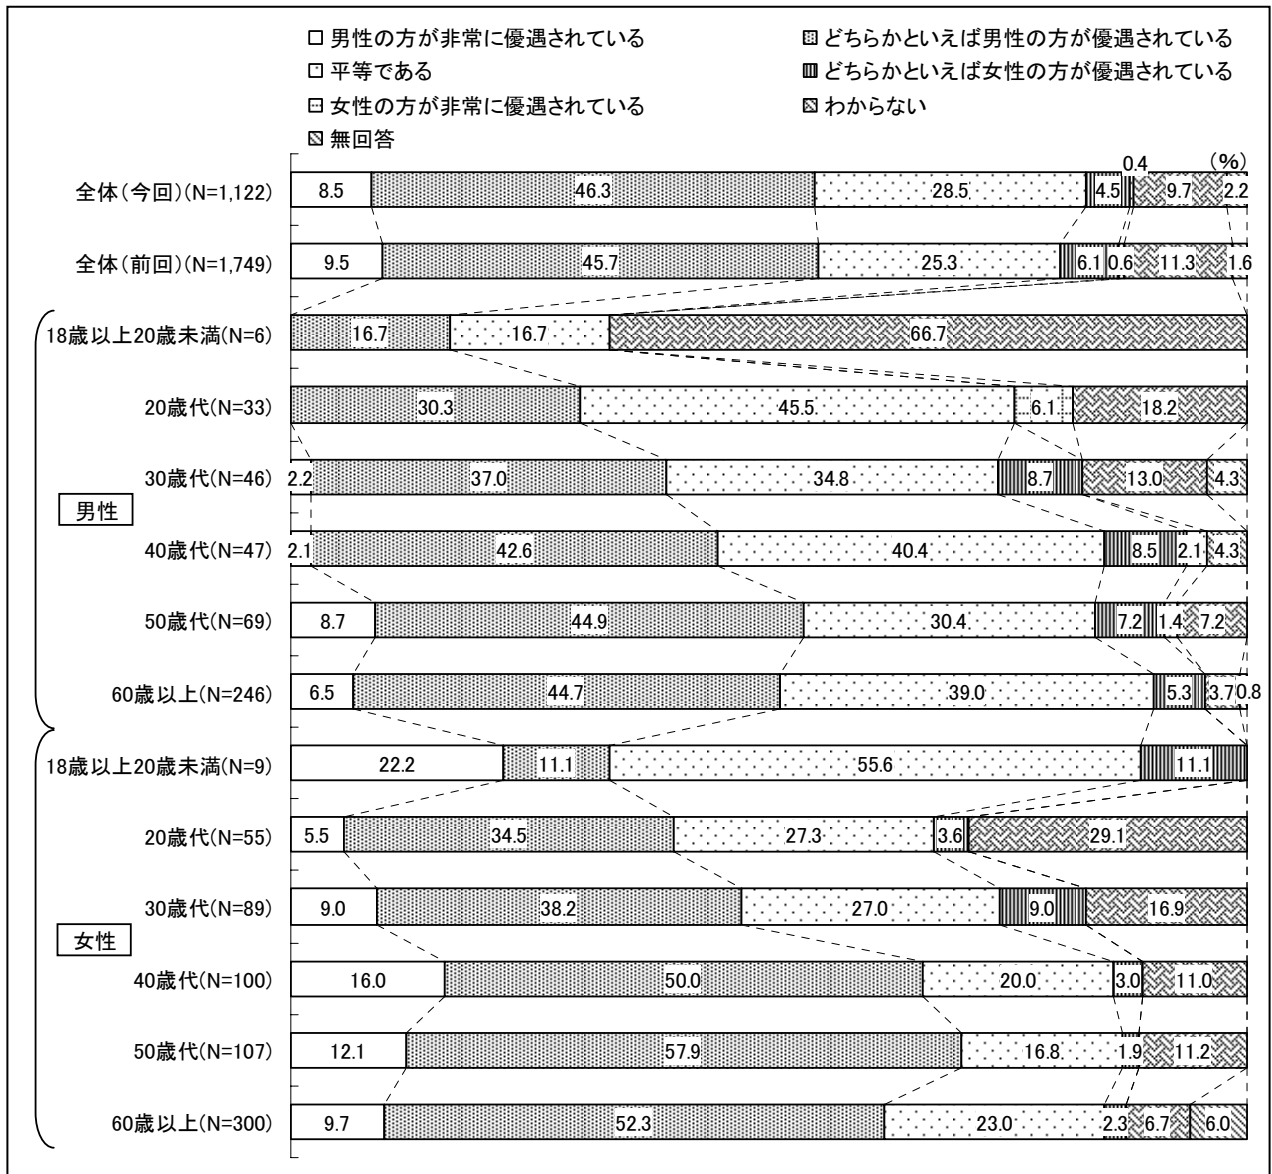 男性の方が非常に優遇されている どちらかといえば男性の方が優遇されている
平等である どちらかといえば女性の方が優遇されている
女性の方が非常に優遇されている わからない
無回答
(%)
全体(今回)(N=1,122) 8.5 46.3 28.5 4.5 0.4 9.7 2.2
全体(前回)(N=1,749) 9.5 45.7 25.3 6.1 0.6 11.3 1.6
男性
18歳以上20歳未満(N=6) 16.7 16.7 66.7
20歳代(N=33) 30.3 45.5 6.1 18.2
30歳代(N=46) 2.2 37.0 34.8 8.7 13.0 4.3
40歳代(N=47) 2.1 42.6 40.4 8.5 2.1 4.3
50歳代(N=69) 8.7 44.9 30.4 7.2 1.4 7.2
60歳以上(N=246) 6.5 44.7 39.0 5.3 3.7 0.8
女性
18歳以上20歳未満(N=9) 22.2 11.1 55.6 11.1
20歳代(N=55) 5.5 34.5 27.3 3.6 29.1
30歳代(N=89) 9.0 38.2 27.0 9.0 16.9
40歳代(N=100) 16.0 50.0 20.0 3.0 11.0
50歳代(N=107) 12.1 57.9 16.8 1.9 11.2
60歳以上(N=300) 9.7 52.3 23.0 2.3 6.7 6.0